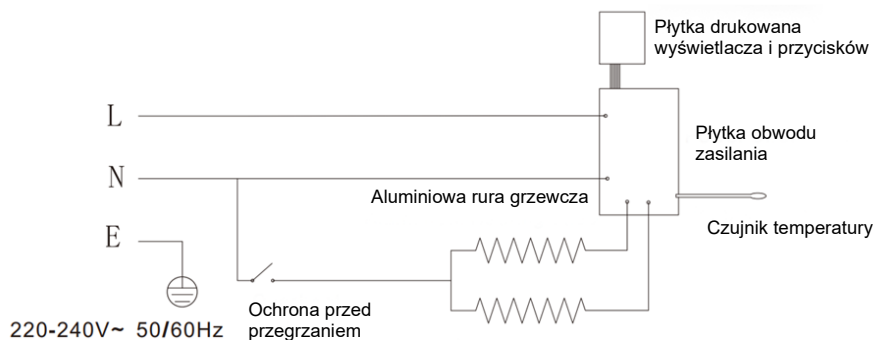 Płytka drukowana
wyświetlacza i przycisków
L
Płytka obwodu
zasilania
N
Aluminiowa rura grzewcza
Czujnik temperatury
E
Ochrona przed
przegrzaniem
220-240V~ 50/60Hz